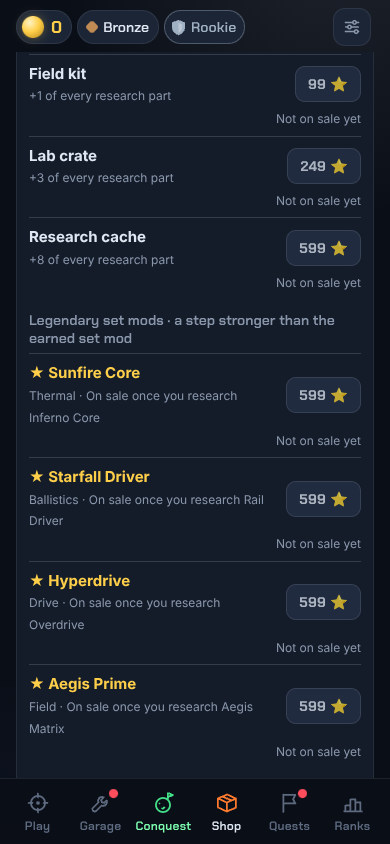 0 Bronze Rookie
Field kit
+1 of every research part
99
Not on sale yet
Lab crate
+3 of every research part
249
Not on sale yet
Research cache
+8 of every research part
599
Not on sale yet
Legendary set mods · a step stronger than the
earned set mod
★ Sunfire Core
Thermal · On sale once you research
Inferno Core
599
Not on sale yet
★ Starfall Driver
Ballistics · On sale once you research Rail
Driver
599
Not on sale yet
★ Hyperdrive
Drive · On sale once you research
Overdrive
599
Not on sale yet
★ Aegis Prime
Field · On sale once you research Aegis
Matrix
599
Not on sale yet
Play Garage Conquest Shop Quests Ranks